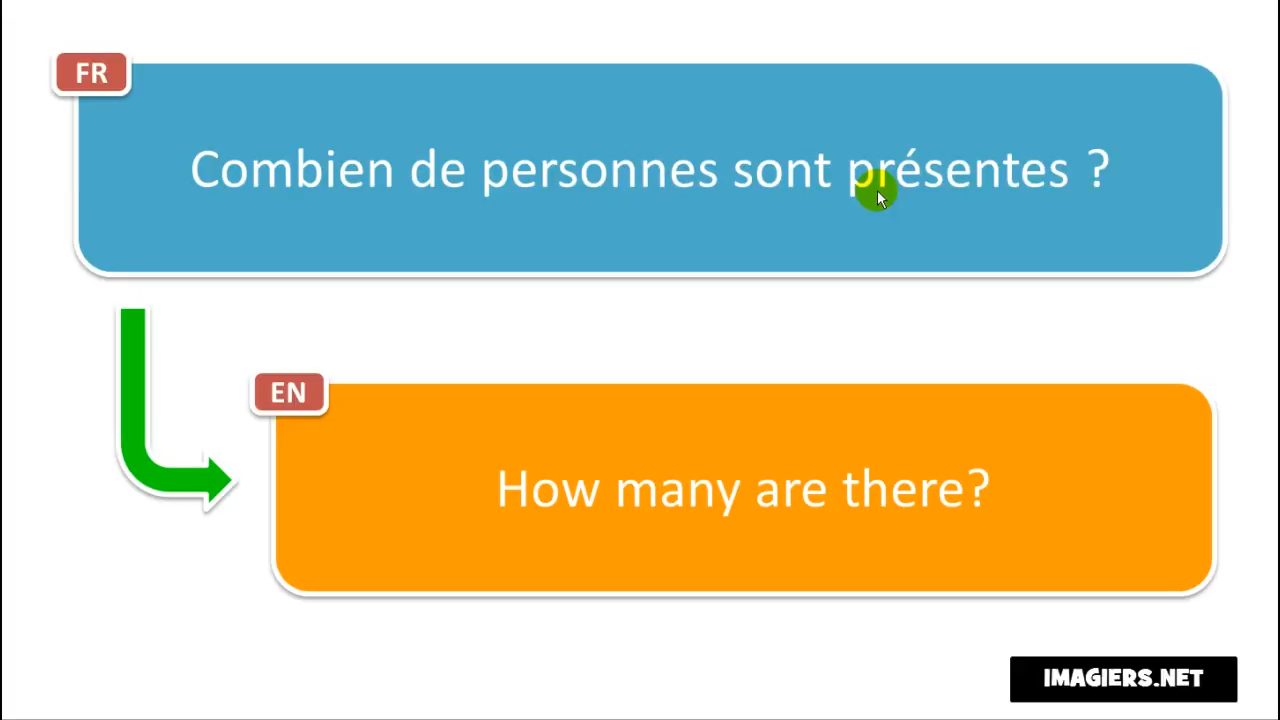 FR
Combien de personnes sont présentes ?
EN
How many are there?
IMAGIERS.NET